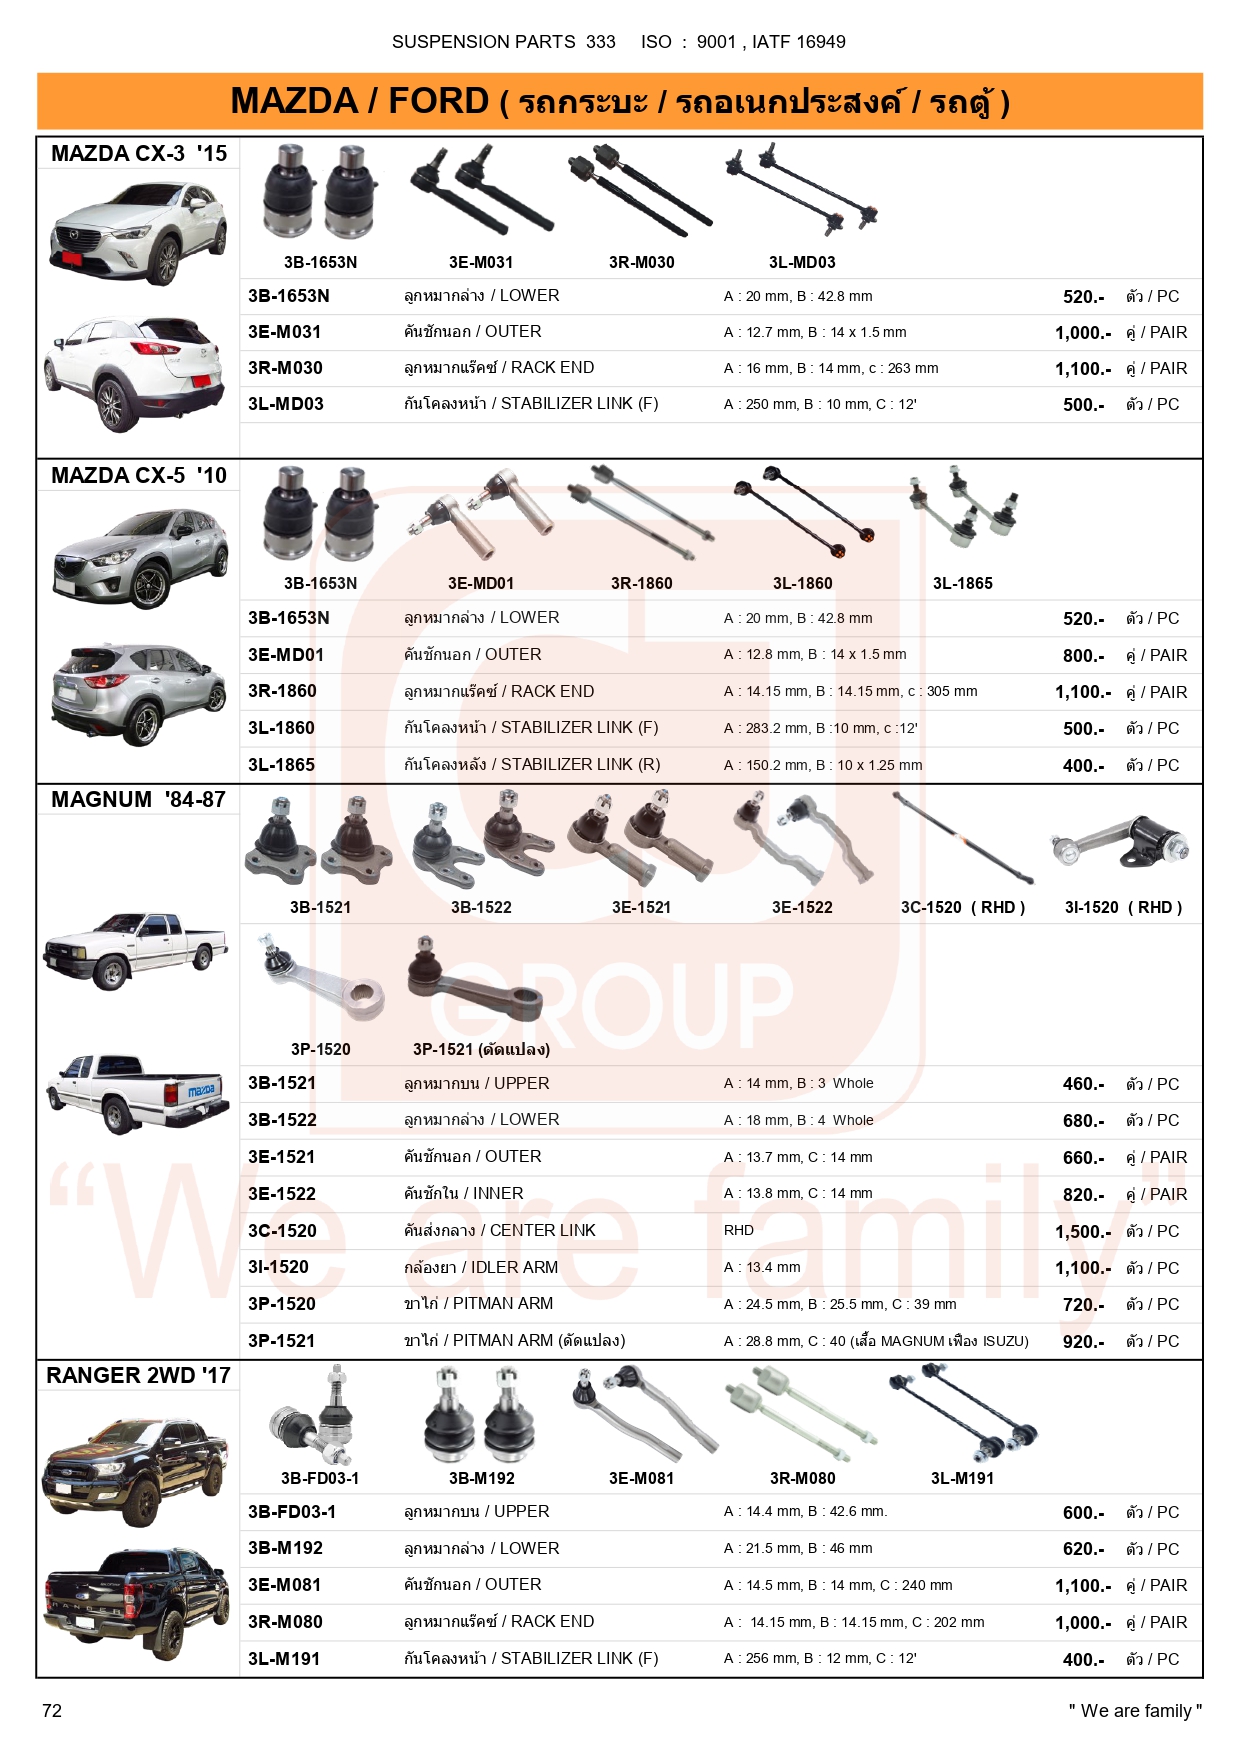 SUSPENSION PARTS  333     ISO  :  9001 , IATF 16949
MAZDA / FORD ( รถกระบะ / รถอเนกประสงค์ / รถตู้ )
MAZDA CX-3  '15
3B-1653N 3E-M031 3R-M030 3L-MD03
3B-1653N ลูกหมากล่าง / LOWER A : 20 mm, B : 42.8 mm 520.- ตัว / PC
3E-M031 คันชักนอก / OUTER A : 12.7 mm, B : 14 x 1.5 mm 1,000.- คู่ / PAIR
3R-M030 ลูกหมากแร๊คซ์ / RACK END A : 16 mm, B : 14 mm, c : 263 mm 1,100.- คู่ / PAIR
3L-MD03 กันโคลงหน้า / STABILIZER LINK (F) A : 250 mm, B : 10 mm, C : 12' 500.- ตัว / PC
MAZDA CX-5  '10
3B-1653N 3E-MD01 3R-1860 3L-1860 3L-1865
3B-1653N ลูกหมากล่าง / LOWER A : 20 mm, B : 42.8 mm 520.- ตัว / PC
3E-MD01 คันชักนอก / OUTER A : 12.8 mm, B : 14 x 1.5 mm 800.- คู่ / PAIR
3R-1860 ลูกหมากแร๊คซ์ / RACK END A : 14.15 mm, B : 14.15 mm, c : 305 mm 1,100.- คู่ / PAIR
3L-1860 กันโคลงหน้า / STABILIZER LINK (F) A : 283.2 mm, B :10 mm, c :12' 500.- ตัว / PC
3L-1865 กันโคลงหลัง / STABILIZER LINK (R) A : 150.2 mm, B : 10 x 1.25 mm 400.- ตัว / PC
MAGNUM  '84-87
3B-1521 3B-1522 3E-1521 3E-1522 3C-1520  ( RHD ) 3I-1520  ( RHD )
GROUP
3P-1520 3P-1521 (ดัดแปลง)
mazda
3B-1521 ลูกหมากบน / UPPER A : 14 mm, B : 3  Whole 460.- ตัว / PC
3B-1522 ลูกหมากล่าง / LOWER A : 18 mm, B : 4  Whole 680.- ตัว / PC
3E-1521 คันชักนอก / OUTER A : 13.7 mm, C : 14 mm 660.- คู่ / PAIR
3E-1522 คันชักใน / INNER A : 13.8 mm, C : 14 mm 820.- คู่ / PAIR
3C-1520 คันส่งกลาง / CENTER LINK RHD 1,500.- ตัว / PC
“We are family”
3I-1520 กล้องยา / IDLER ARM A : 13.4 mm 1,100.- ตัว / PC
3P-1520 ขาไก่ / PITMAN ARM A : 24.5 mm, B : 25.5 mm, C : 39 mm 720.- ตัว / PC
3P-1521 ขาไก่ / PITMAN ARM (ดัดแปลง) A : 28.8 mm, C : 40 (เสื้อ MAGNUM เฟือง ISUZU) 920.- ตัว / PC
RANGER 2WD '17
3B-FD03-1 3B-M192 3E-M081 3R-M080 3L-M191
3B-FD03-1 ลูกหมากบน / UPPER A : 14.4 mm, B : 42.6 mm. 600.- ตัว / PC
3B-M192 ลูกหมากล่าง / LOWER A : 21.5 mm, B : 46 mm 620.- ตัว / PC
3E-M081 คันชักนอก / OUTER A : 14.5 mm, B : 14 mm, C : 240 mm 1,100.- คู่ / PAIR
RANGER
3R-M080 ลูกหมากแร๊คซ์ / RACK END A :  14.15 mm, B : 14.15 mm, C : 202 mm 1,000.- คู่ / PAIR
3L-M191 กันโคลงหน้า / STABILIZER LINK (F) A : 256 mm, B : 12 mm, C : 12' 400.- ตัว / PC
72 " We are family "